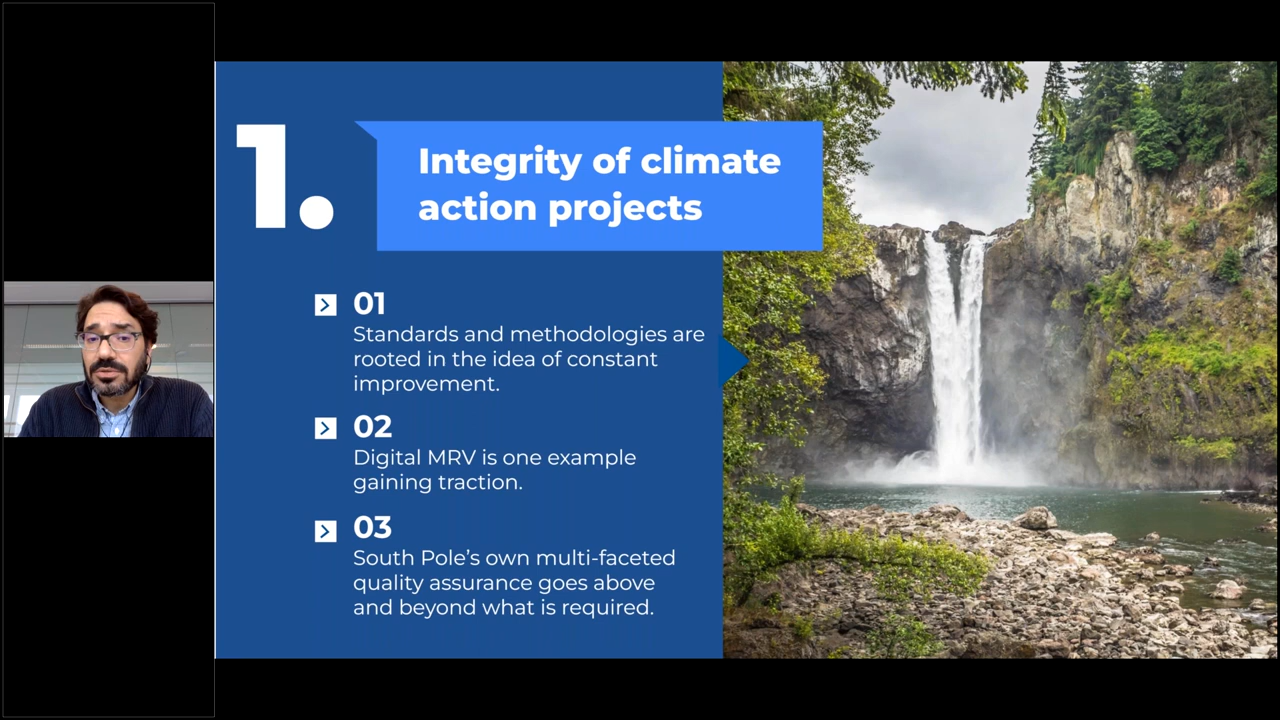 1.
Integrity of climate
action projects
01
Standards and methodologies are
rooted in the idea of constant
improvement.
02
Digital MRV is one example
gaining traction.
03
South Pole’s own multi-faceted
quality assurance goes above
and beyond what is required.